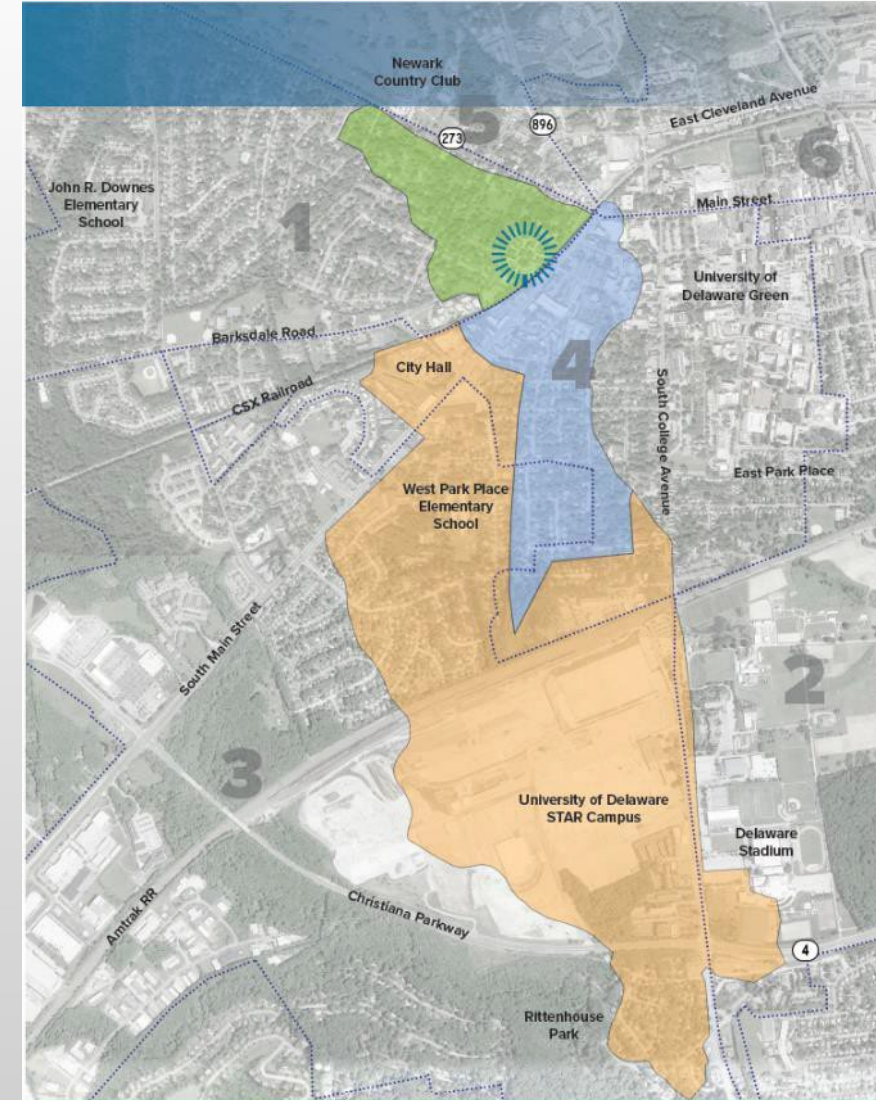 Newark
Country Club
East Cleveland Avenue
5
896
273
6
John R. Downes
Elementary
School
Main Street
1
University of
Delaware Green
Barksdale Road
City Hall
4
CSX Railroad
South College Avenue
East Park Place
West Park Place
Elementary
School
South Main Street
2
3
University of Delaware
STAR Campus
Delaware
Stadium
Amtrak RR
Christiana Parkway
4
Rittenhouse
Park